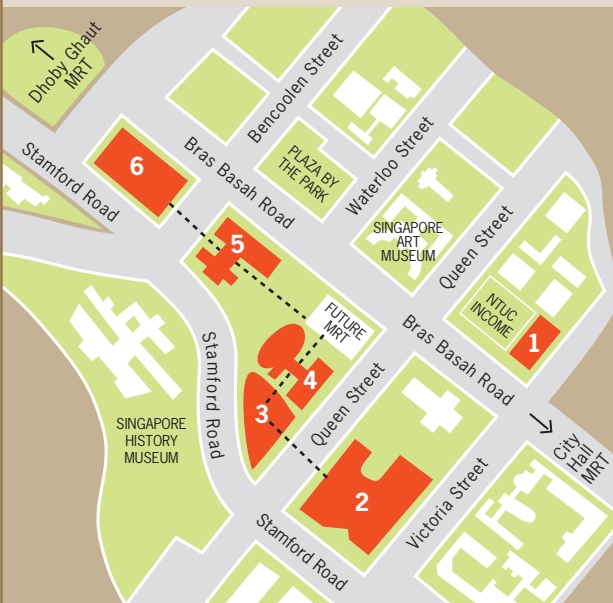 Dhoby Ghaut
MRT
Bencoolen Street
Stamford Road
6
Bras Basah Road
PLAZA BY
THE PARK
Waterloo Street
SINGAPORE
ART
MUSEUM
Queen Street
5
NTUC
INCOME
1
FUTURE
MRT
Bras Basah Road
Stamford Road
4
3
Queen Street
SINGAPORE
HISTORY
MUSEUM
City
Hall
MRT
2
Victoria Street
Stamford Road